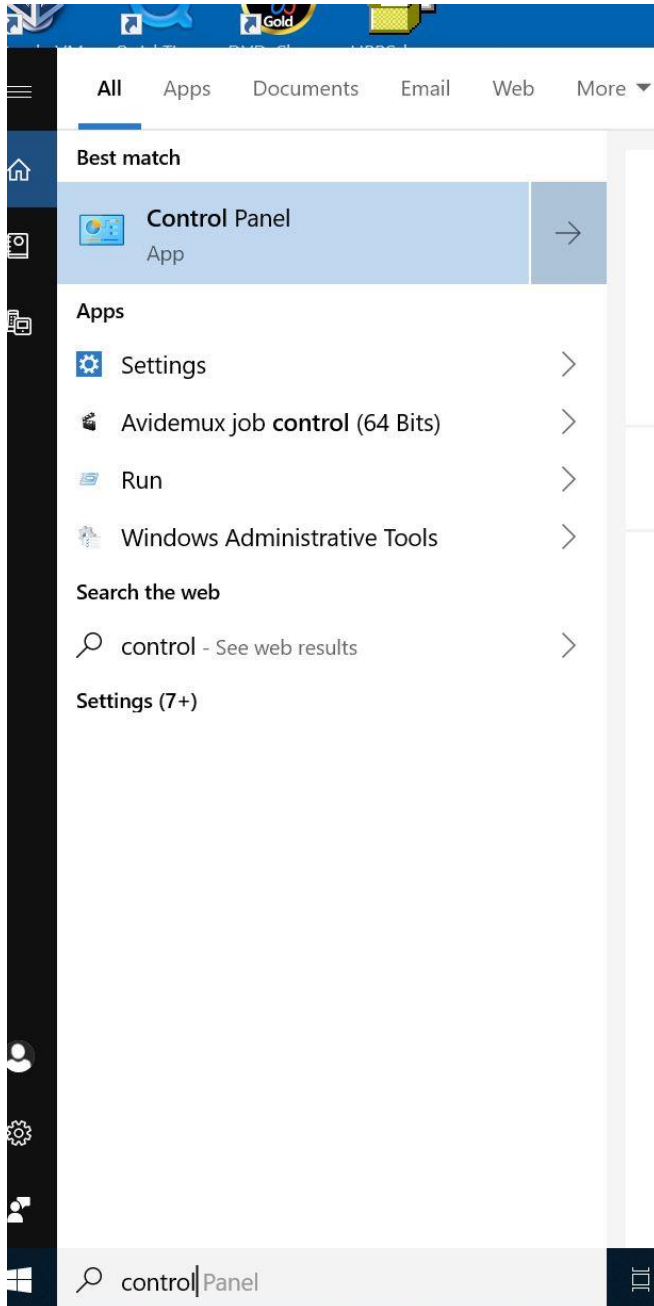 Gold
All Apps Documents Email Web More
Best match
Control Panel
App
Apps
Settings
Avidemux job control (64 Bits)
Run
Windows Administrative Tools
Search the web
control - See web results
Settings (7+)
control Panel